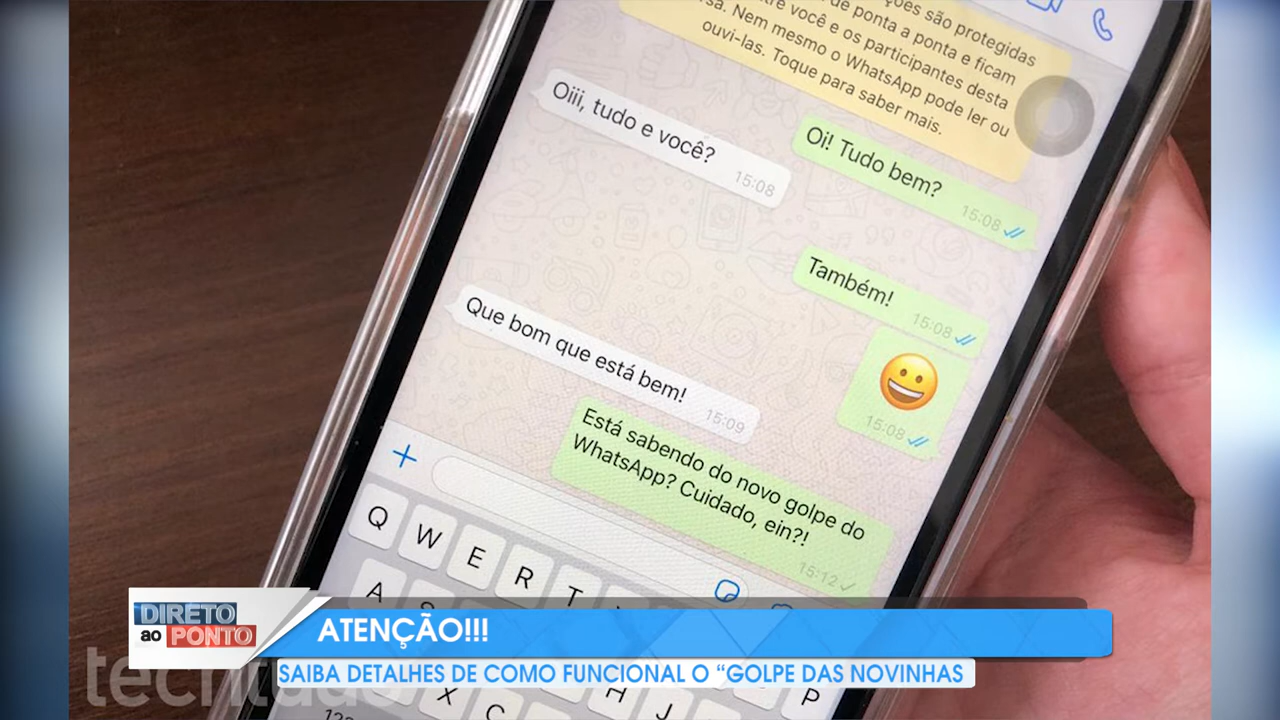 ões são protegidas
de ponta a ponta e ficam
tre você e os participantes desta
rsa. Nem mesmo o WhatsApp pode ler ou
ouvi-las. Toque para saber mais.
Oi! Tudo bem?
15:08
Oiii, tudo e você?
15:08
Também!
15:08
15:08
Que bom que está bem!
15:09
Está sabendo do novo golpe do
WhatsApp? Cuidado, ein?!
15:12
Q W E R T
A S
X C
H J
P
DIRETO
ao PONTO
ATENÇÃO!!!
SAIBA DETALHES DE COMO FUNCIONAL O “GOLPE DAS NOVINHAS